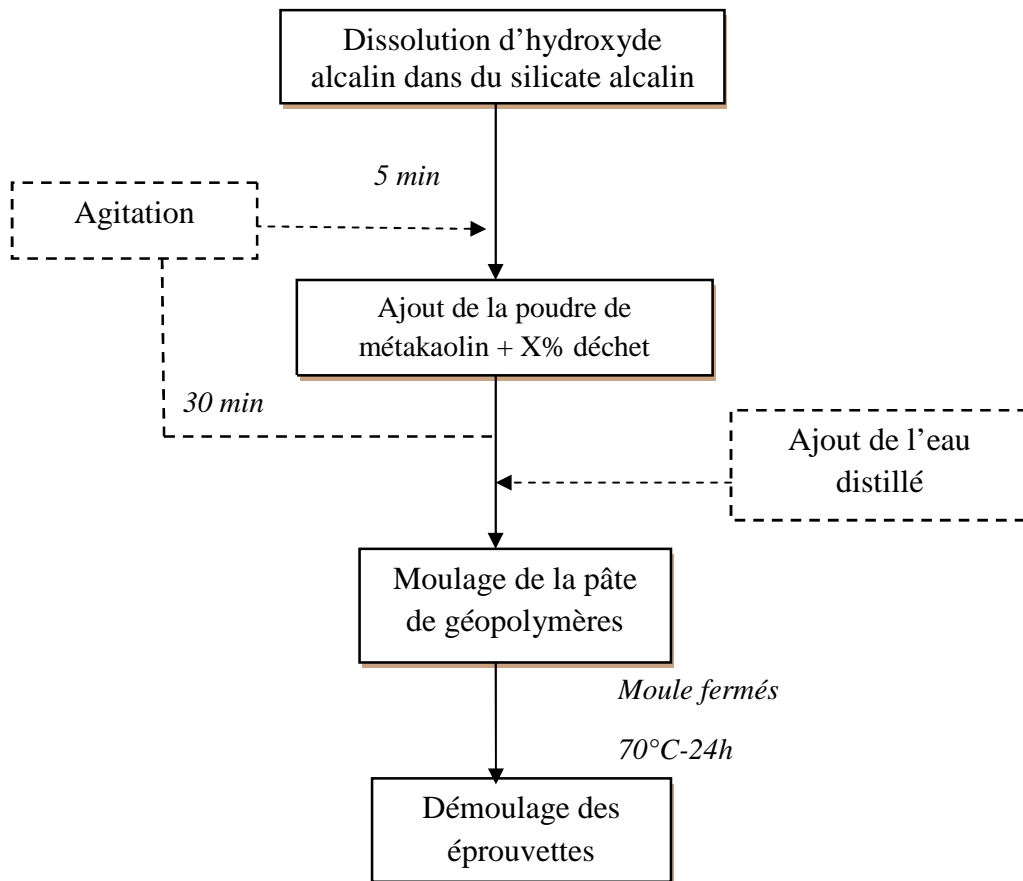 Dissolution d’hydroxyde
alcalin dans du silicate alcalin
5 min
Agitation
Ajout de la poudre de
métakaolin + X% déchet
30 min
Ajout de l’eau
distillé
Moulage de la pâte
de géopolymères
Moule fermés
70°C-24h
Démoulage des
éprouvettes